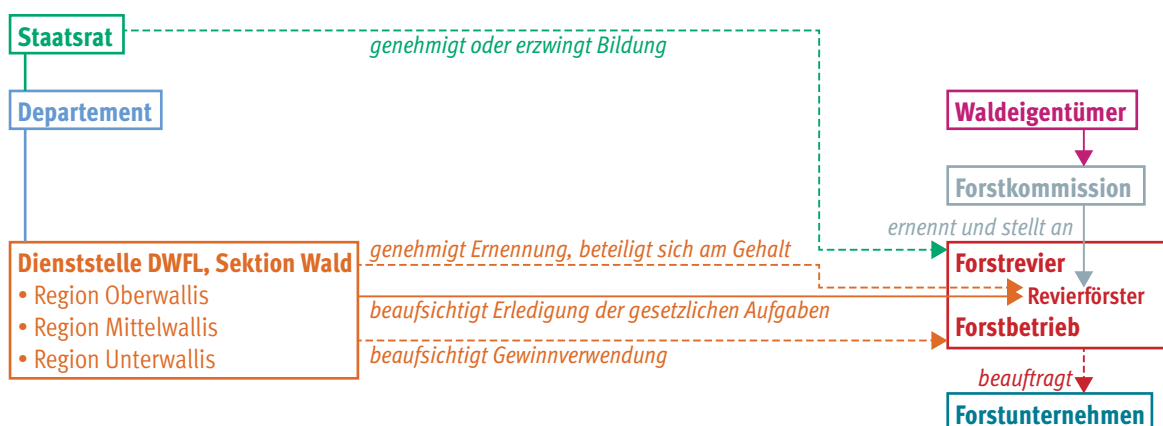 Staatsrat
genehmigt oder erzwingt Bildung
Departement
Waldeigentümer
Forstkommission
ernennt und stellt an
Dienststelle DWFL, Sektion Wald
• Region Oberwallis
• Region Mittelwallis
• Region Unterwallis
genehmigt Ernennung, beteiligt sich am Gehalt
beaufsichtigt Erledigung der gesetzlichen Aufgaben
beaufsichtigt Gewinnverwendung
Forstrevier
Revierförster
Forstbetrieb
beauftragt
Forstunternehmen